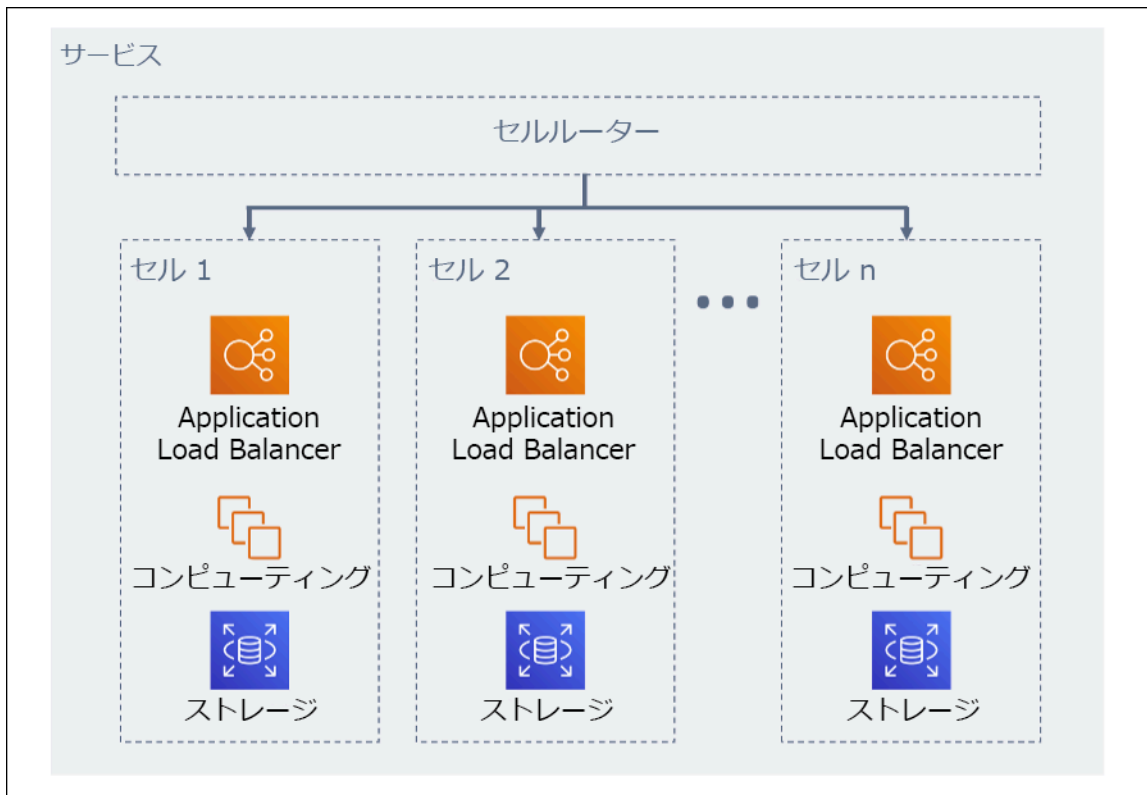 サービス
セルルーター
セル 1
セル 2
セル n
Application
Load Balancer
Application
Load Balancer
Application
Load Balancer
コンピューティング
コンピューティング
コンピューティング
ストレージ
ストレージ
ストレージ